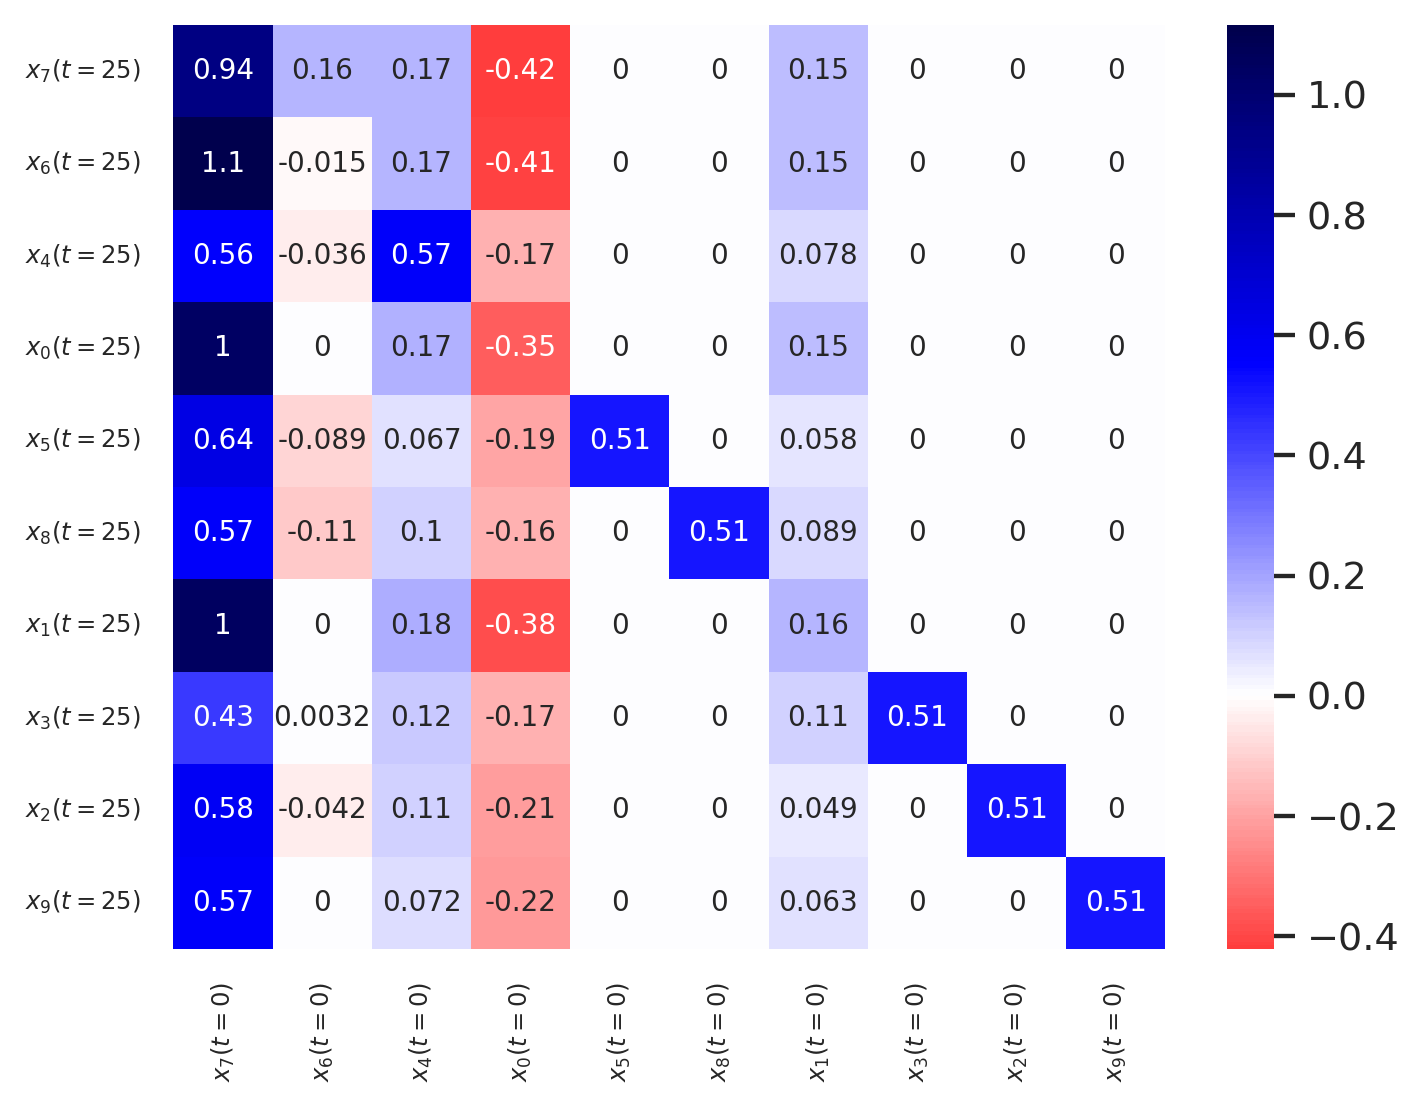 x₇(t = 25) 0.94 0.16 0.17 -0.42 0 0 0.15 0 0 0
x₆(t = 25) 1.1 -0.015 0.17 -0.41 0 0 0.15 0 0 0
x₄(t = 25) 0.56 -0.036 0.57 -0.17 0 0 0.078 0 0 0
x₀(t = 25) 1 0 0.17 -0.35 0 0 0.15 0 0 0
x₅(t = 25) 0.64 -0.089 0.067 -0.19 0.51 0 0.058 0 0 0
x₈(t = 25) 0.57 -0.11 0.1 -0.16 0 0.51 0.089 0 0 0
x₁(t = 25) 1 0 0.18 -0.38 0 0 0.16 0 0 0
x₃(t = 25) 0.43 0.0032 0.12 -0.17 0 0 0.11 0.51 0 0
x₂(t = 25) 0.58 -0.042 0.11 -0.21 0 0 0.049 0 0.51 0
x₉(t = 25) 0.57 0 0.072 -0.22 0 0 0.063 0 0 0.51
x₇(t = 0)
x₆(t = 0)
x₄(t = 0)
x₀(t = 0)
x₅(t = 0)
x₈(t = 0)
x₁(t = 0)
x₃(t = 0)
x₂(t = 0)
x₉(t = 0)
1.0
0.8
0.6
0.4
0.2
0.0
−0.2
−0.4